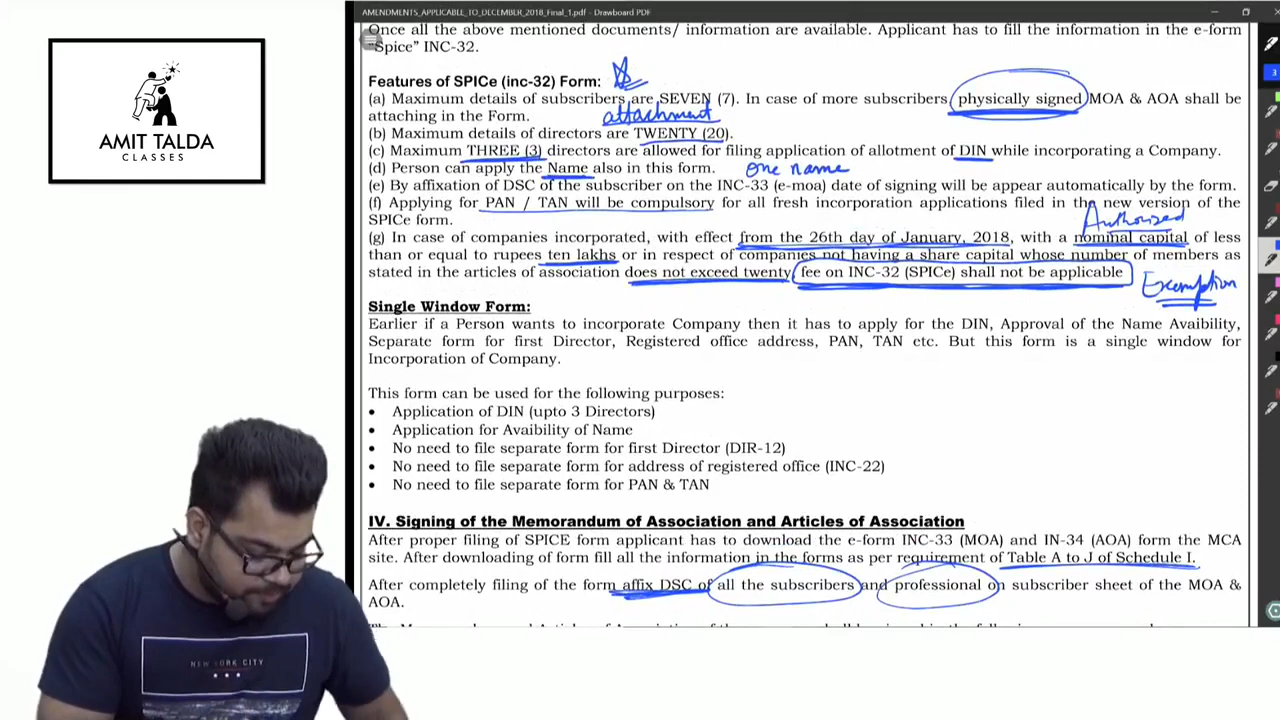 AMENDMENTS_APPLICABLE_TO_DECEMBER_2018_Final_1.pdf - Drawboard PDF
Once all the above mentioned documents/ information are available. Applicant has to fill the information in the e-form
"Spice" INC-32.
Features of SPICe (inc-32) Form:
(a) Maximum details of subscribers are SEVEN (7). In case of more subscribers physically signed MOA & AOA shall be
attaching in the Form.
attachment
(b) Maximum details of directors are TWENTY (20).
(c) Maximum THREE (3) directors are allowed for filing application of allotment of DIN while incorporating a Company.
(d) Person can apply the Name also in this form.
One name
(e) By affixation of DSC of the subscriber on the INC-33 (e-moa) date of signing will be appear automatically by the form.
(f) Applying for PAN / TAN will be compulsory for all fresh incorporation applications filed in the new version of the
SPICe form.
Authorized
(g) In case of companies incorporated, with effect from the 26th day of January, 2018, with a nominal capital of less
than or equal to rupees ten lakhs or in respect of companies not having a share capital whose number of members as
stated in the articles of association does not exceed twenty fee on INC-32 (SPICe) shall not be applicable
Exemption
Single Window Form:
Earlier if a Person wants to incorporate Company then it has to apply for the DIN, Approval of the Name Avaibility,
Separate form for first Director, Registered office address, PAN, TAN etc. But this form is a single window for
Incorporation of Company.
This form can be used for the following purposes:
• Application of DIN (upto 3 Directors)
• Application for Avaibility of Name
• No need to file separate form for first Director (DIR-12)
• No need to file separate form for address of registered office (INC-22)
• No need to file separate form for PAN & TAN
IV. Signing of the Memorandum of Association and Articles of Association
After proper filing of SPICE form applicant has to download the e-form INC-33 (MOA) and IN-34 (AOA) form the MCA
site. After downloading of form fill all the information in the forms as per requirement of Table A to J of Schedule I.
After completely filing of the form affix DSC of all the subscribers and professional on subscriber sheet of the MOA &
AOA.
AMIT TALDA
CLASSES
NEW YORK CITY
3